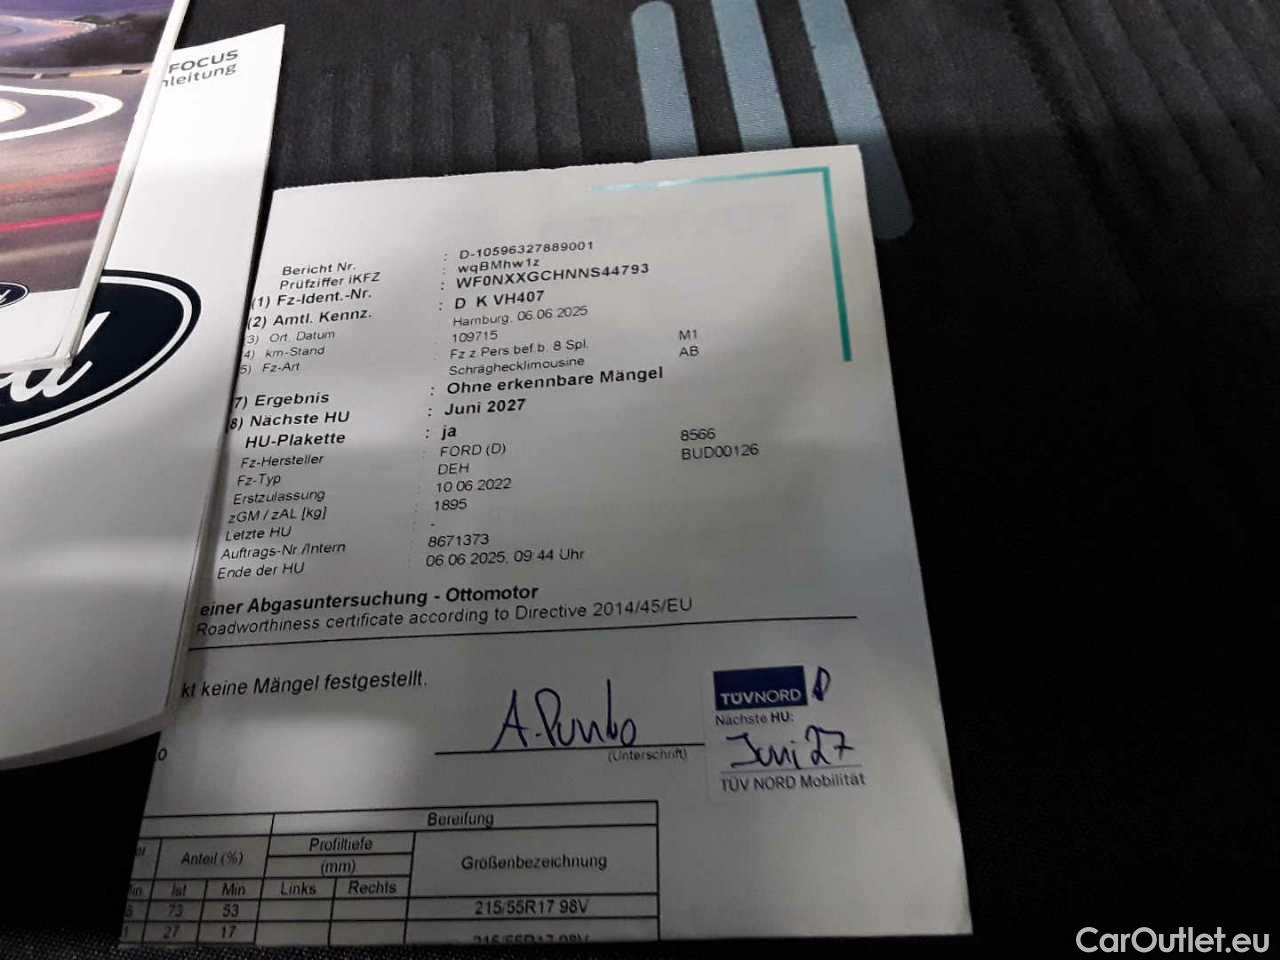 FOCUS
Bericht Nr. : D-10596327889001
Prüfziffer iKFZ : wqBMhw1z
(1) Fz-Ident.-Nr. : WF0NXXGCHNNS44793
(2) Amtl. Kennz. : D K VH407
3) Ort, Datum Hamburg, 06.06.2025
4) km-Stand 109715
5) Fz-Art Fz z Pers bef.b. 8 Spl. M1
Schräghecklimousine AB
7) Ergebnis : Ohne erkennbare Mängel
8) Nächste HU : Juni 2027
HU-Plakette : ja
Fz-Hersteller FORD (D) 8566
Fz-Typ DEH BUD00126
Erstzulassung 10.06.2022
zGM / zAL [kg] 1895
Letzte HU -
Auftrags-Nr./Intern 8671373
Ende der HU 06.06.2025, 09:44 Uhr
einer Abgasuntersuchung - Ottomotor
Roadworthiness certificate according to Directive 2014/45/EU
kt keine Mängel festgestellt.
(Unterschrift)
TÜVNORD
Nächste HU:
Juni 27
TÜV NORD Mobilität
Bereifung
Profiltiefe
Anteil (%) (mm) Größenbezeichnung
Ist Min Links Rechts
73 53 215/55R17 98V
27 17 215/55R17 98V
CarOutlet.eu